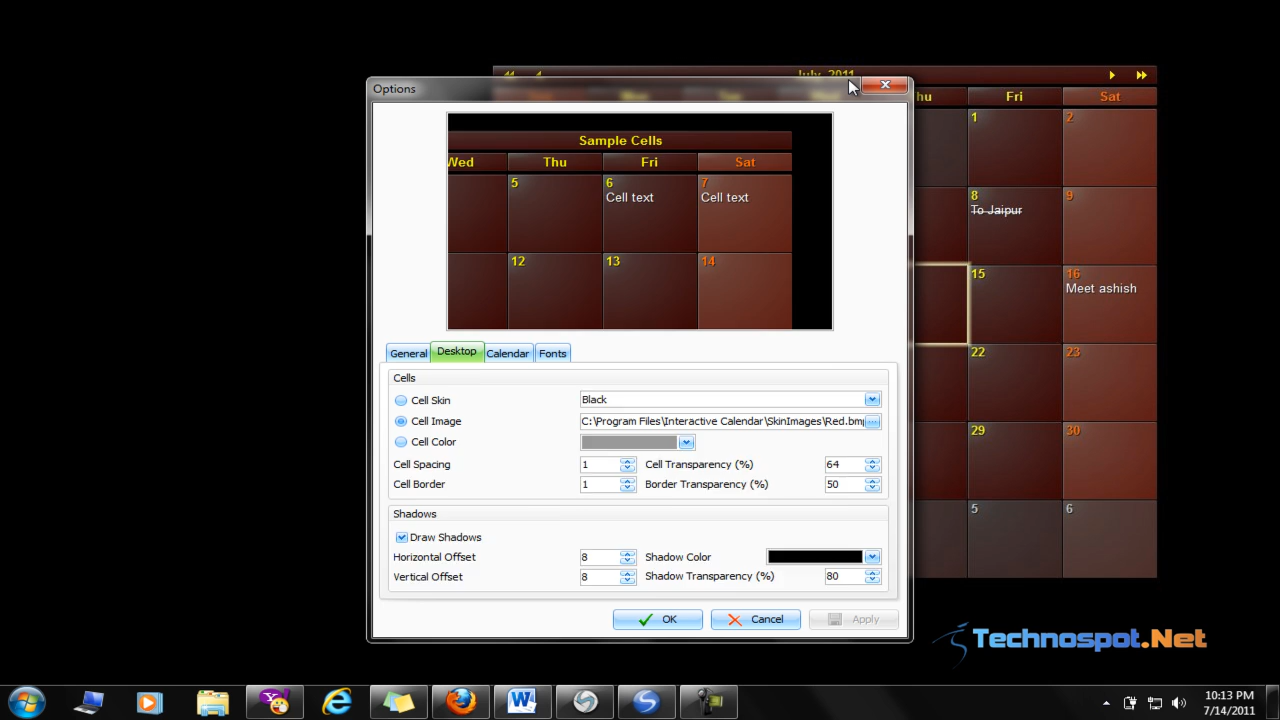 July, 2011
Options
hu Fri Sat
Sample Cells
Wed Thu Fri Sat
5 6 7
Cell text Cell text
12 13 14
1 2
8 9
To Jaipur
15 16
Meet ashish
22 23
29 30
5 6
General Desktop Calendar Fonts
Cells
Cell Skin Black
Cell Image C:\Program Files\Interactive Calendar\SkinImages\Red.bmp
Cell Color
Cell Spacing 1 Cell Transparency (%) 64
Cell Border 1 Border Transparency (%) 50
Shadows
Draw Shadows
Horizontal Offset 8 Shadow Color
Vertical Offset 8 Shadow Transparency (%) 80
OK Cancel Apply
Technospot.Net
10:13 PM
7/14/2011